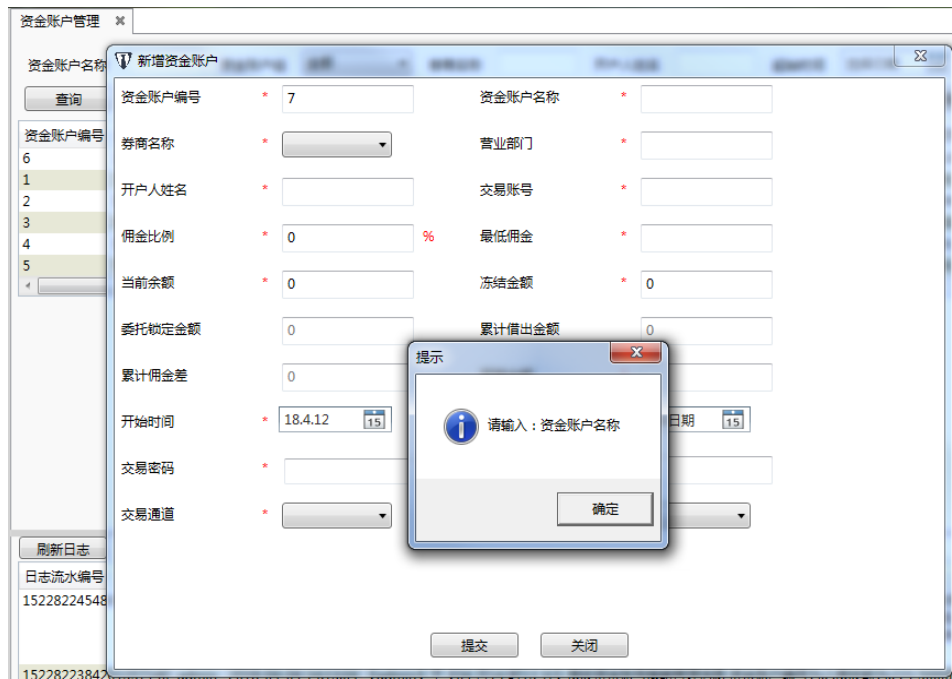 资金账户管理
资金账户名称
查询
资金账户编号
6
1
2
3
4
5
新增资金账户
资金账户编号 * 7 资金账户名称 *
券商名称 * 营业部门 *
开户人姓名 * 交易账号 *
佣金比例 * 0 % 最低佣金 *
当前余额 * 0 冻结金额 * 0
委托锁定金额 0 累计借出金额 0
累计佣金差 0
开始时间 * 18.4.12 15 日期 15
交易密码 *
交易通道 *
提示
请输入：资金账户名称
确定
提交 关闭
刷新日志
日志流水编号
15228224548
15228223842